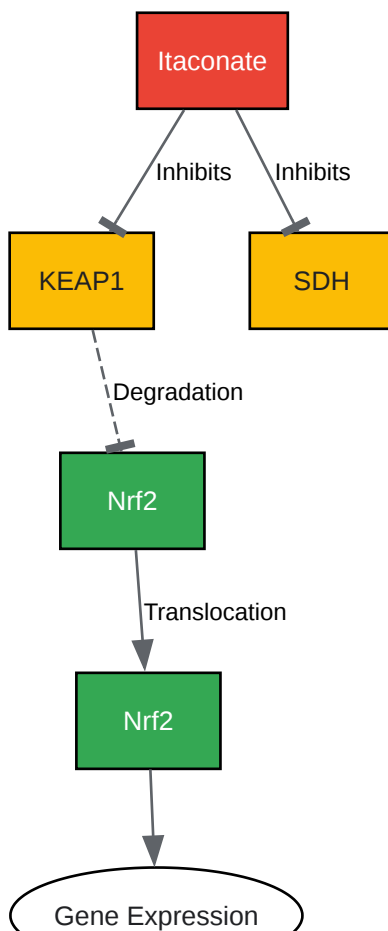 Itaconate
Inhibits
Inhibits
KEAP1
SDH
Degradation
Nrf2
Translocation
Nrf2
Gene Expression